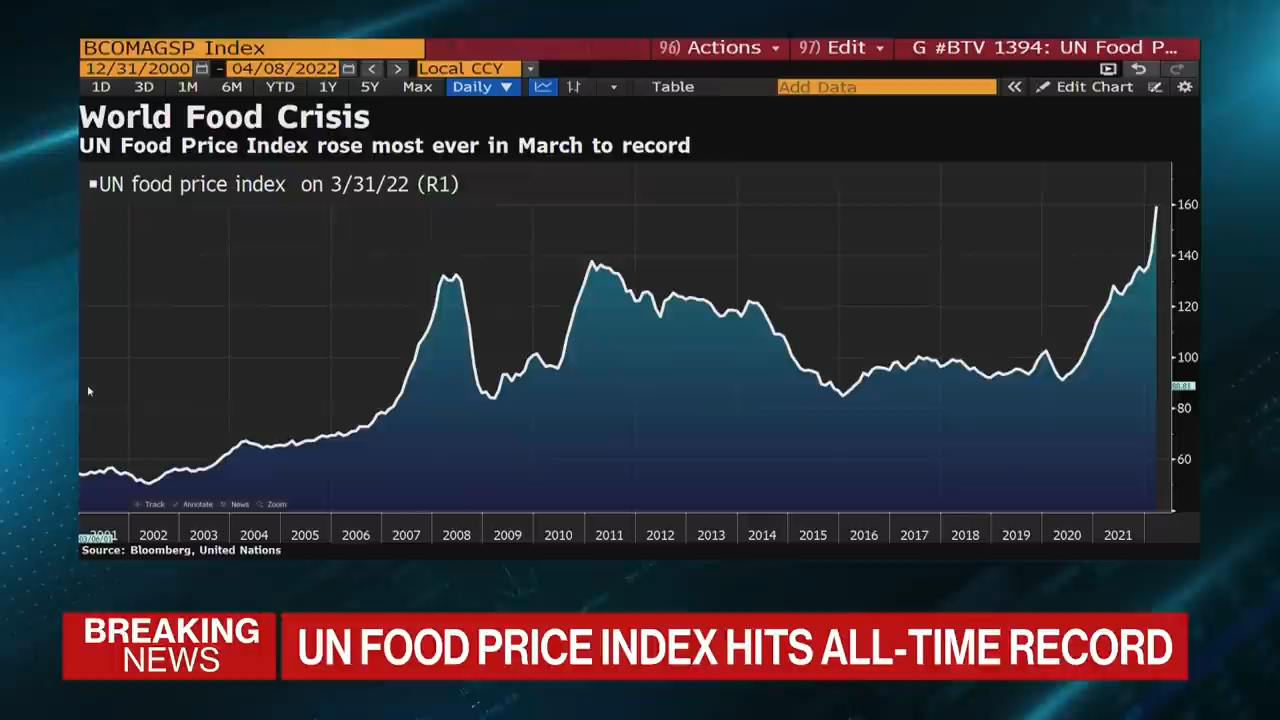 BCOMAGSP Index
96) Actions
97) Edit
G #BTV 1394: UN Food P...
12/31/2000 - 04/08/2022 < > Local CCY
1D 3D 1M 6M YTD 1Y 5Y Max Daily ▼ Table Add Data « Edit Chart
World Food Crisis
UN Food Price Index rose most ever in March to record
UN food price index on 3/31/22 (R1)
160
140
120
100
80
60
Track Annotate News Zoom
2001 2002 2003 2004 2005 2006 2007 2008 2009 2010 2011 2012 2013 2014 2015 2016 2017 2018 2019 2020 2021
Source: Bloomberg, United Nations
BREAKING
NEWS
UN FOOD PRICE INDEX HITS ALL-TIME RECORD